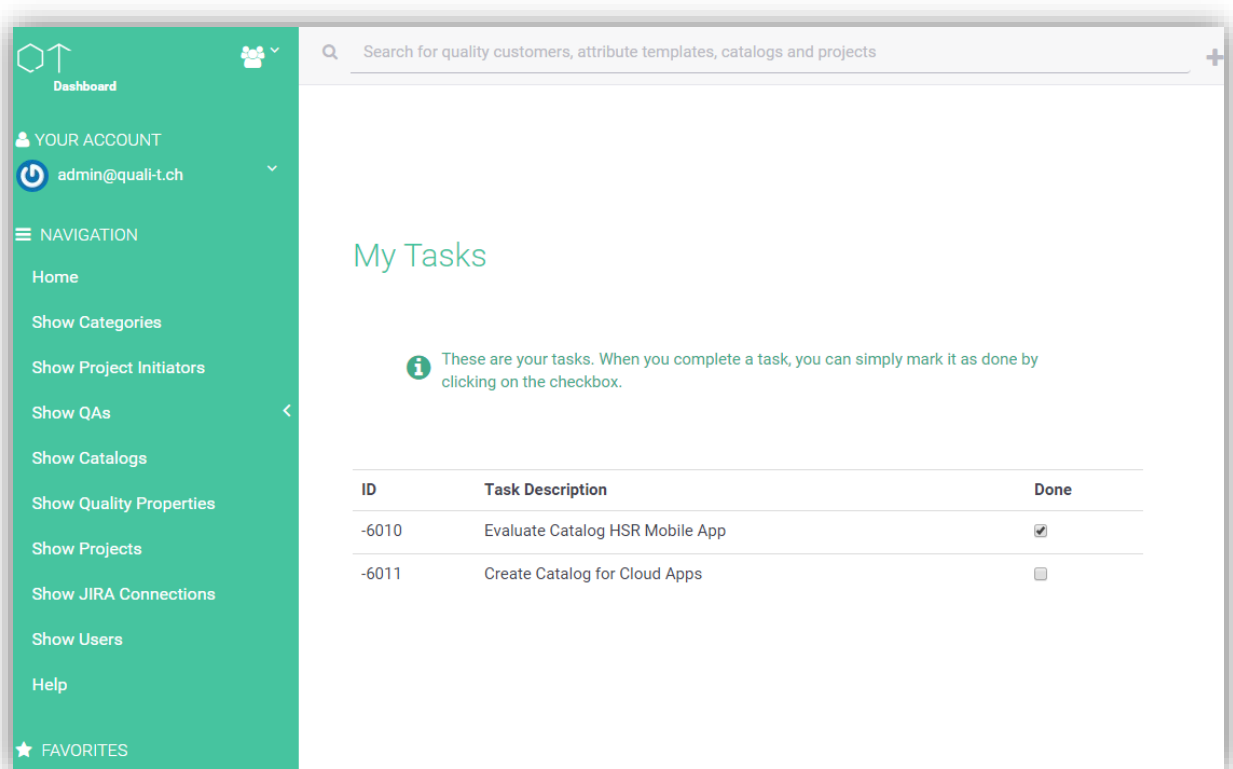 Dashboard
YOUR ACCOUNT
admin@quali-t.ch
NAVIGATION
Home
Show Categories
Show Project Initiators
Show QAs
Show Catalogs
Show Quality Properties
Show Projects
Show JIRA Connections
Show Users
Help
FAVORITES
Search for quality customers, attribute templates, catalogs and projects
My Tasks
These are your tasks. When you complete a task, you can simply mark it as done by
clicking on the checkbox.
ID Task Description Done
-6010 Evaluate Catalog HSR Mobile App
-6011 Create Catalog for Cloud Apps